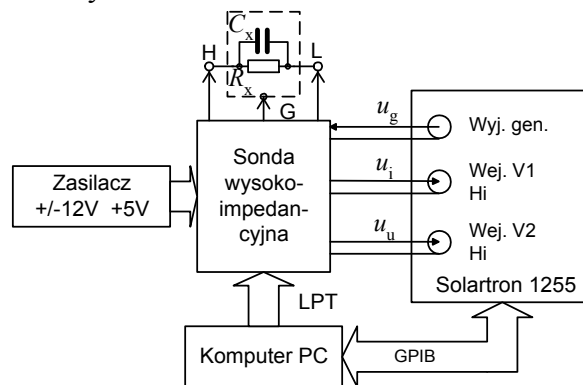 C x
H
L
R x
G
u g
Wyj. gen.
Sonda
wysoko-
impedan-
cyjna
u i
Wej. V1
Hi
Zasilacz
+/-12V +5V
u u
Wej. V2
Hi
Solartron 1255
LPT
Komputer PC
GPIB